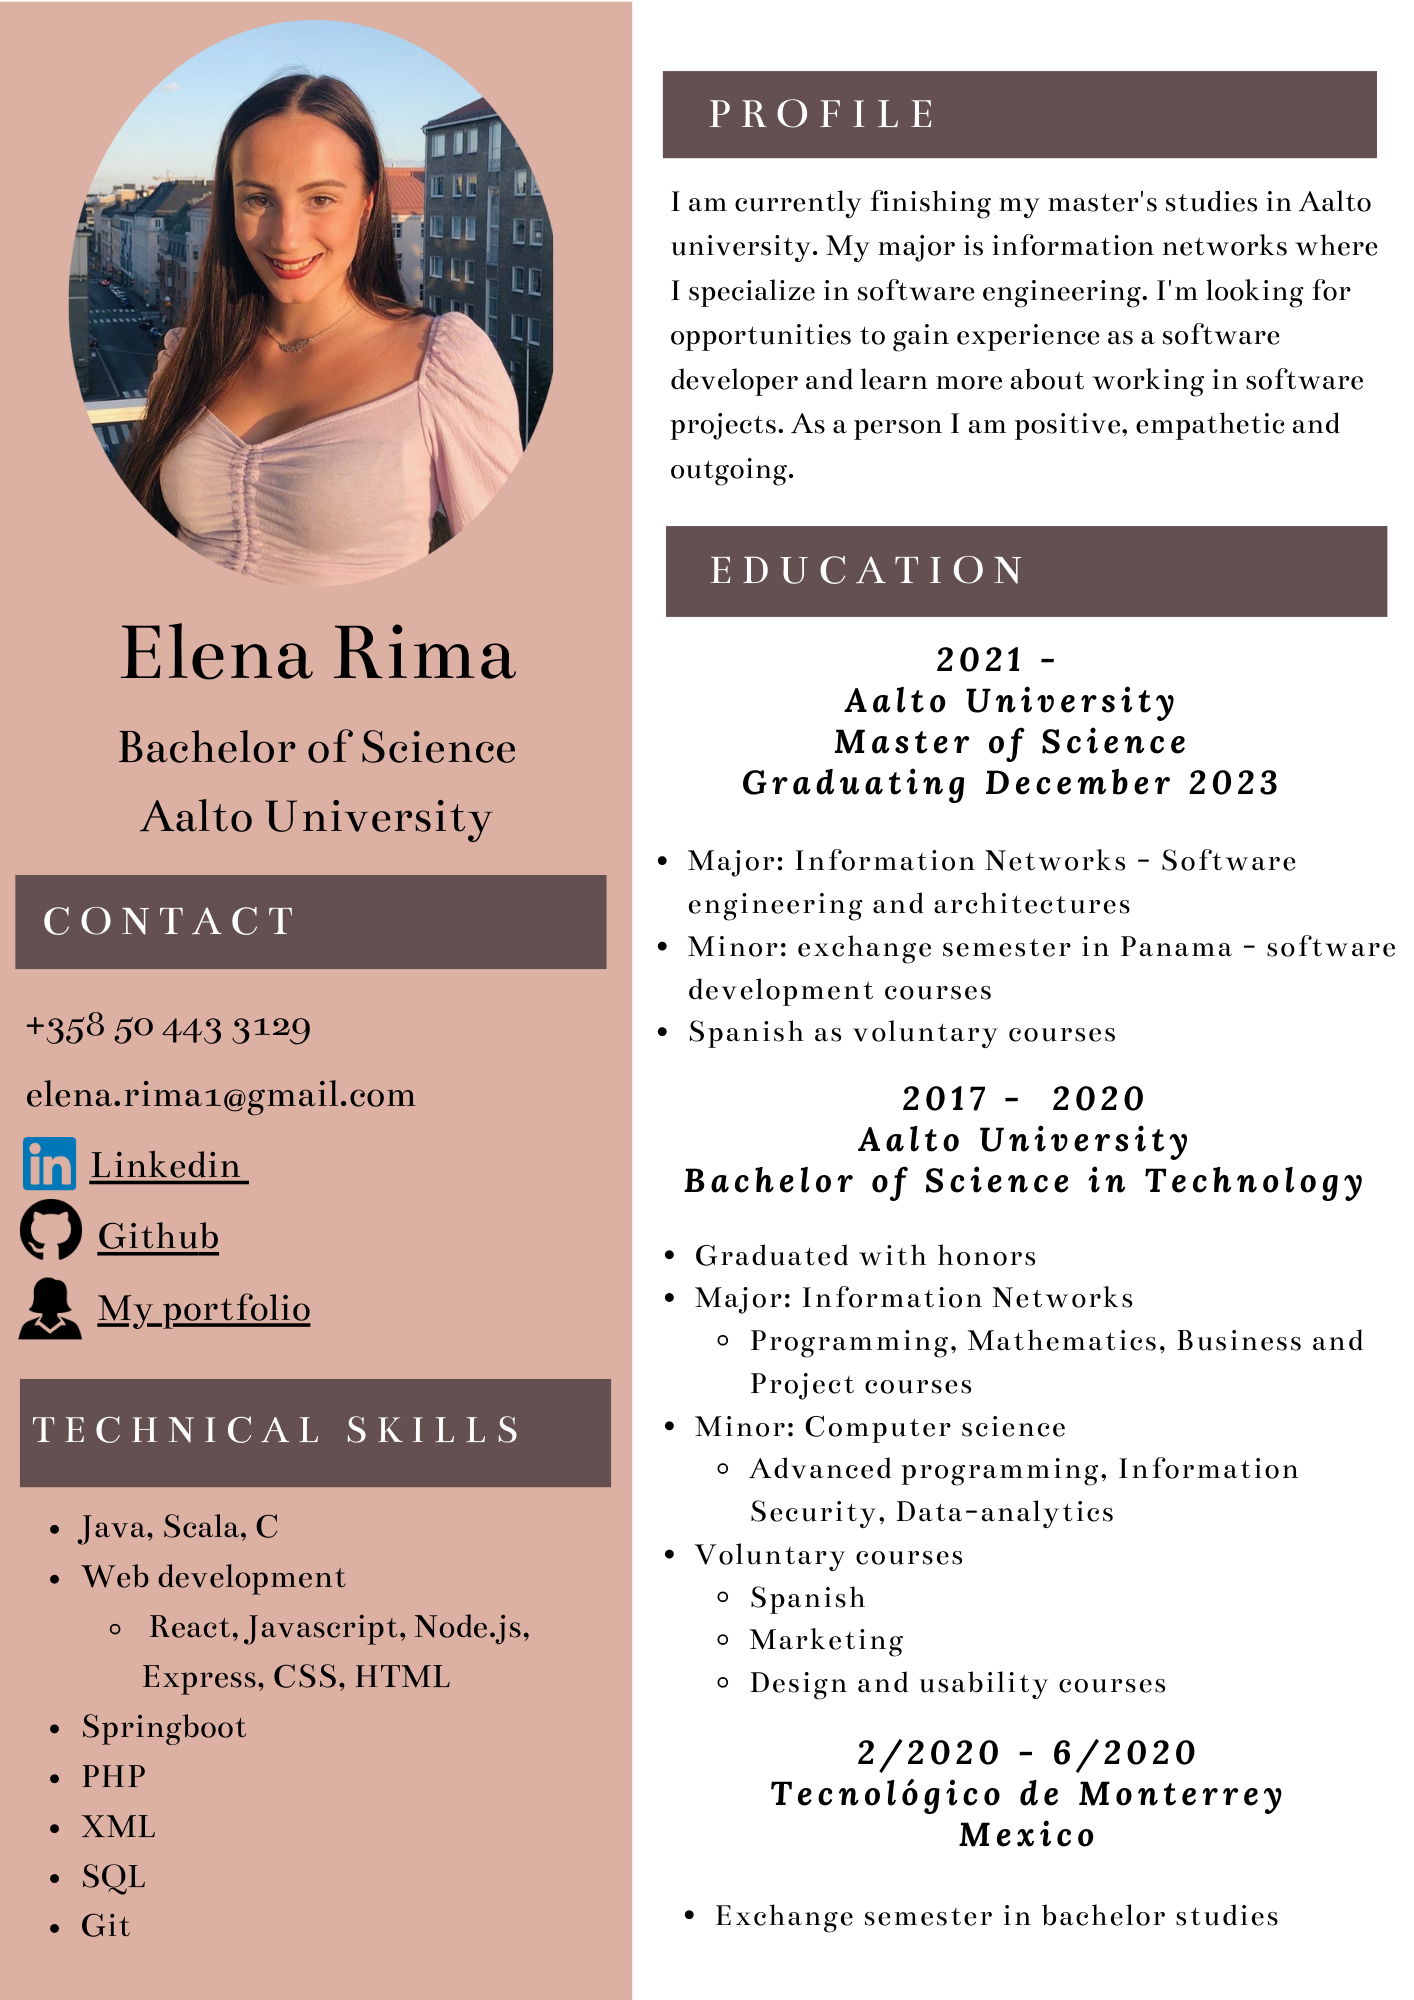 Elena Rima
Bachelor of Science
Aalto University
CONTACT
+358 50 443 3129
elena.rima1@gmail.com
in Linkedin
Github
My portfolio
TECHNICAL SKILLS
• Java, Scala, C
• Web development
◦ React, Javascript, Node.js,
Express, CSS, HTML
• Springboot
• PHP
• XML
• SQL
• Git
PROFILE
I am currently finishing my master's studies in Aalto
university. My major is information networks where
I specialize in software engineering. I'm looking for
opportunities to gain experience as a software
developer and learn more about working in software
projects. As a person I am positive, empathetic and
outgoing.
EDUCATION
2021 -
Aalto University
Master of Science
Graduating December 2023
• Major: Information Networks - Software
engineering and architectures
• Minor: exchange semester in Panama - software
development courses
• Spanish as voluntary courses
2017 - 2020
Aalto University
Bachelor of Science in Technology
• Graduated with honors
• Major: Information Networks
◦ Programming, Mathematics, Business and
Project courses
• Minor: Computer science
◦ Advanced programming, Information
Security, Data-analytics
• Voluntary courses
◦ Spanish
◦ Marketing
◦ Design and usability courses
2/2020 - 6/2020
Tecnológico de Monterrey
Mexico
• Exchange semester in bachelor studies